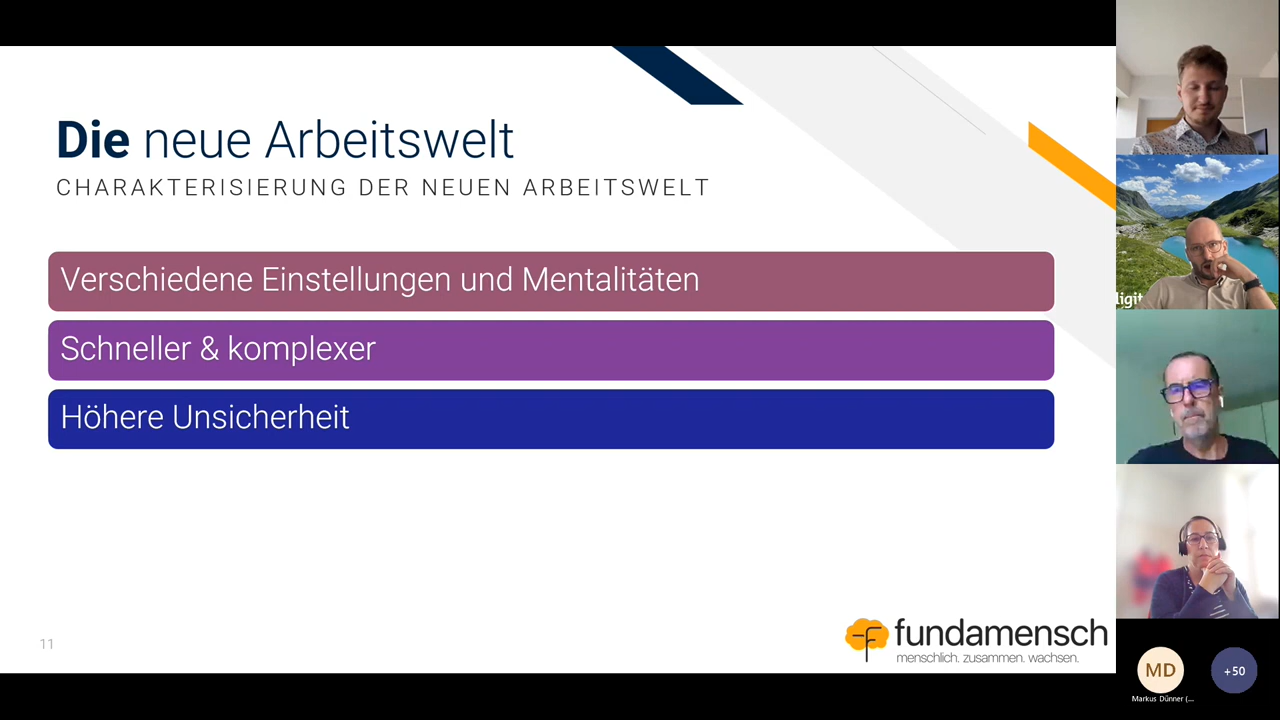 Die neue Arbeitswelt
CHARAKTERISIERUNG DER NEUEN ARBEITSWELT
Verschiedene Einstellungen und Mentalitäten
Schneller & komplexer
Höhere Unsicherheit
11
fundamensch
menschlich. zusammen. wachsen.
digit
MD
+50
Markus Dünner (...